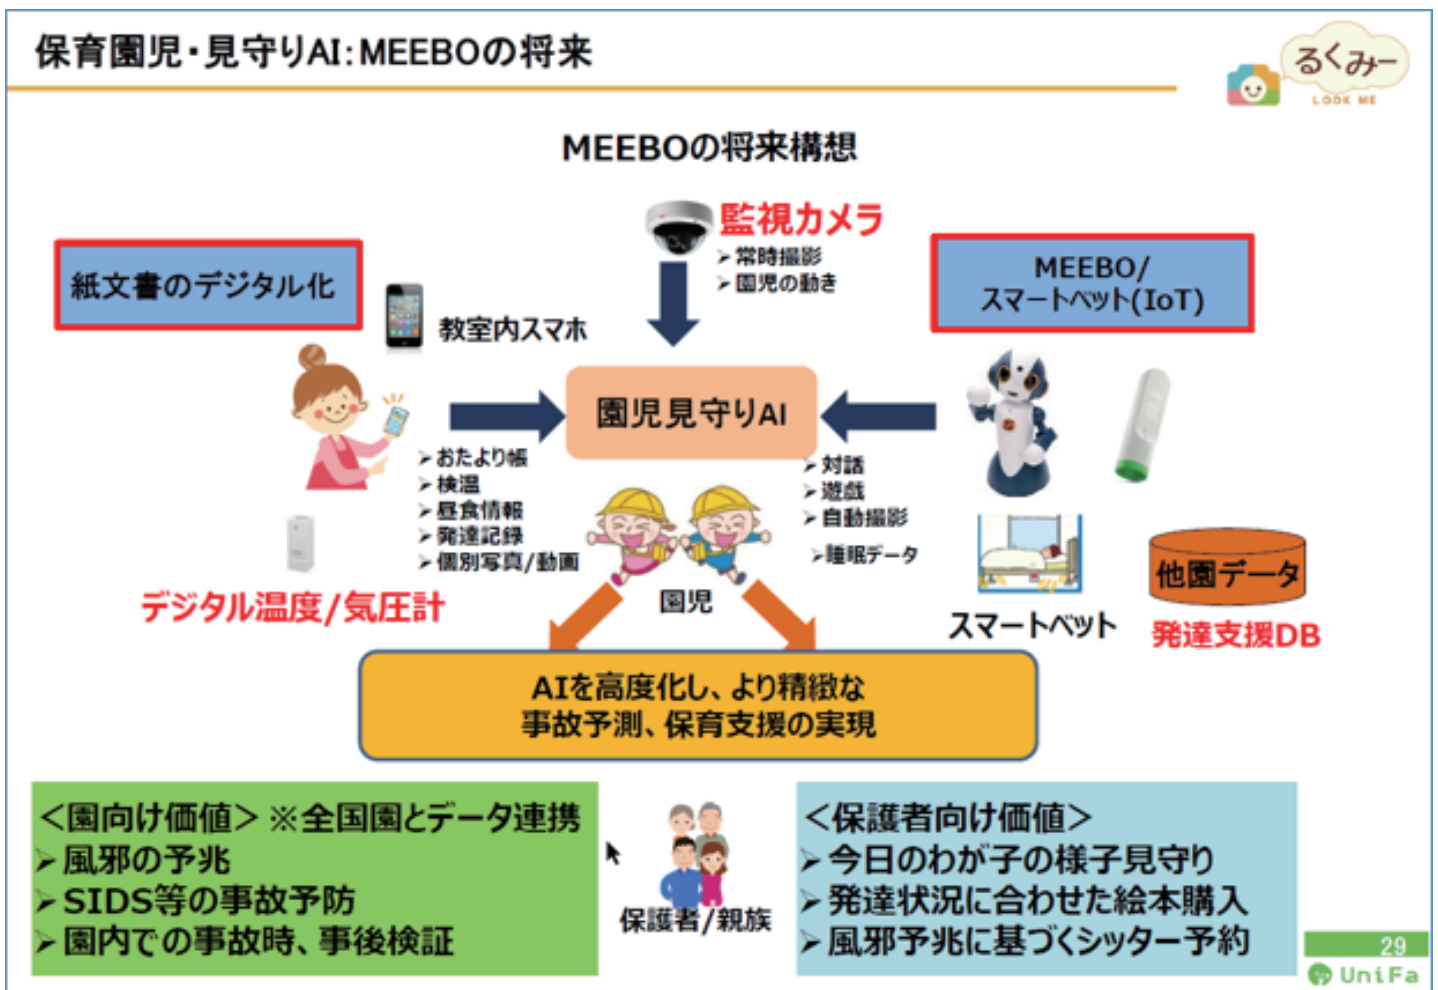 保育園児・見守りAI:MEEBOの将来
るくみー
LOOK ME
MEEBOの将来構想
監視カメラ
➢常時撮影
➢園児の動き
紙文書のデジタル化
教室内スマホ
MEEBO/
スマートベット(IoT)
園児見守りAI
➢おたより帳
➢検温
➢昼食情報
➢発達記録
➢個別写真/動画
デジタル温度/気圧計
園児
➢対話
➢遊戯
➢自動撮影
➢睡眠データ
スマートベット
他園データ
発達支援DB
AIを高度化し、より精緻な
事故予測、保育支援の実現
<園向け価値> ※全国園とデータ連携
➢風邪の予兆
➢SIDS等の事故予防
➢園内での事故時、事後検証
保護者/親族
<保護者向け価値>
➢今日のわが子の様子見守り
➢発達状況に合わせた絵本購入
➢風邪予兆に基づくシッター予約
29
UniFa